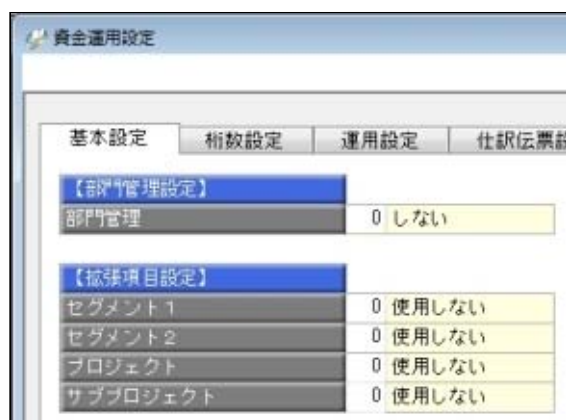 資金運用設定
基本設定 桁数設定 運用設定 仕訳伝票設
【部門管理設定】
部門管理 0 しない
【拡張項目設定】
セグメント1 0 使用しない
セグメント2 0 使用しない
プロジェクト 0 使用しない
サブプロジェクト 0 使用しない